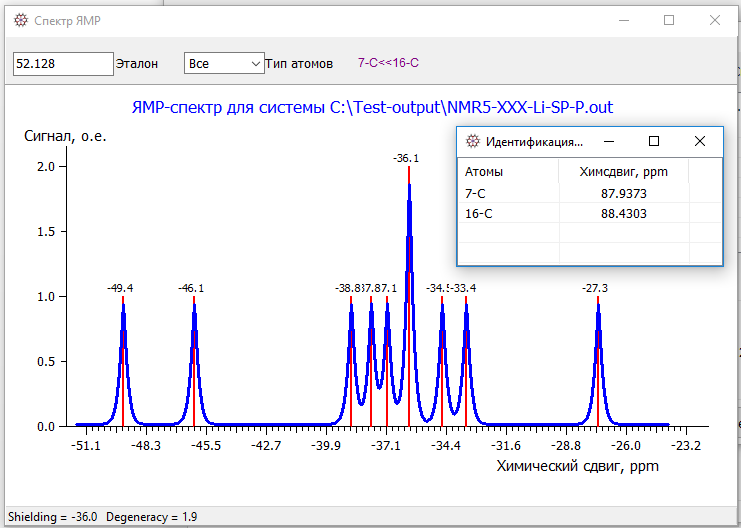 Спектр ЯМР
52.128 Эталон Все Тип атомов 7-C<<16-C
ЯМР-спектр для системы C:\Test-output\NMR5-XXX-Li-SP-P.out
Сигнал, о.е.
Идентификация...
Атомы Химсдвиг, ppm
7-C 87.9373
16-C 88.4303
-36.1
2.0
1.5
-49.4 -46.1 -38.8 -33.4 -27.3
1.0
0.5
0.0
-51.1 -48.3 -45.5 -42.7 -39.9 -37.1 -34.4 -31.6 -28.8 -26.0 -23.2
Химический сдвиг, ppm
Shielding = -36.0 Degeneracy = 1.9